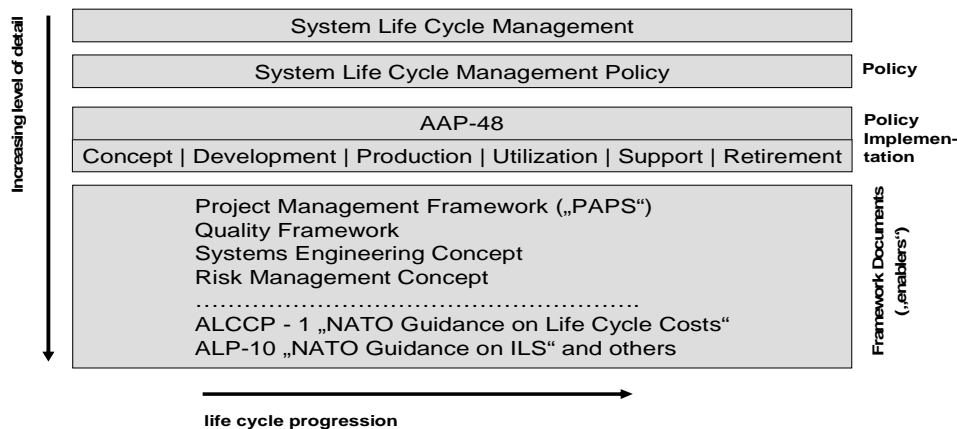 System Life Cycle Management
System Life Cycle Management Policy
Policy
AAP-48
Concept | Development | Production | Utilization | Support | Retirement
Policy
Implemen-
tation
Project Management Framework („PAPS“)
Quality Framework
Systems Engineering Concept
Risk Management Concept
………………………………………………….
ALCCP - 1 „NATO Guidance on Life Cycle Costs“
ALP-10 „NATO Guidance on ILS“ and others
Framework Documents
(„enablers“)
Increasing level of detail
life cycle progression